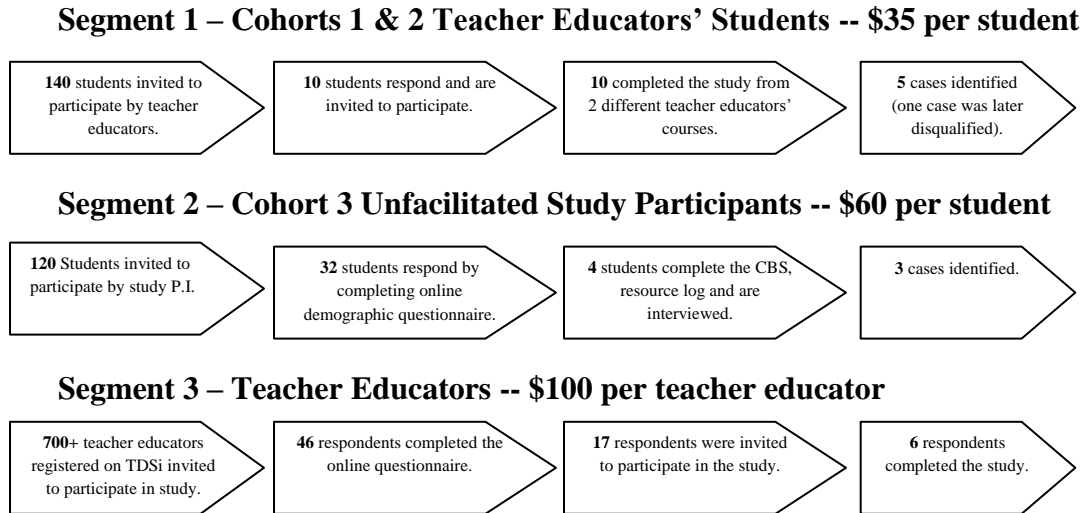 Segment 1 – Cohorts 1 & 2 Teacher Educators’ Students -- $35 per student
140 students invited to
participate by teacher
educators.
10 students respond and are
invited to participate.
10 completed the study from
2 different teacher educators’
courses.
5 cases identified
(one case was later
disqualified).
Segment 2 – Cohort 3 Unfacilitated Study Participants -- $60 per student
120 Students invited to
participate by study P.I.
32 students respond by
completing online
demographic questionnaire.
4 students complete the CBS,
resource log and are
interviewed.
3 cases identified.
Segment 3 – Teacher Educators -- $100 per teacher educator
700+ teacher educators
registered on TDSi invited
to participate in study.
46 respondents completed the
online questionnaire.
17 respondents were invited
to participate in the study.
6 respondents
completed the study.